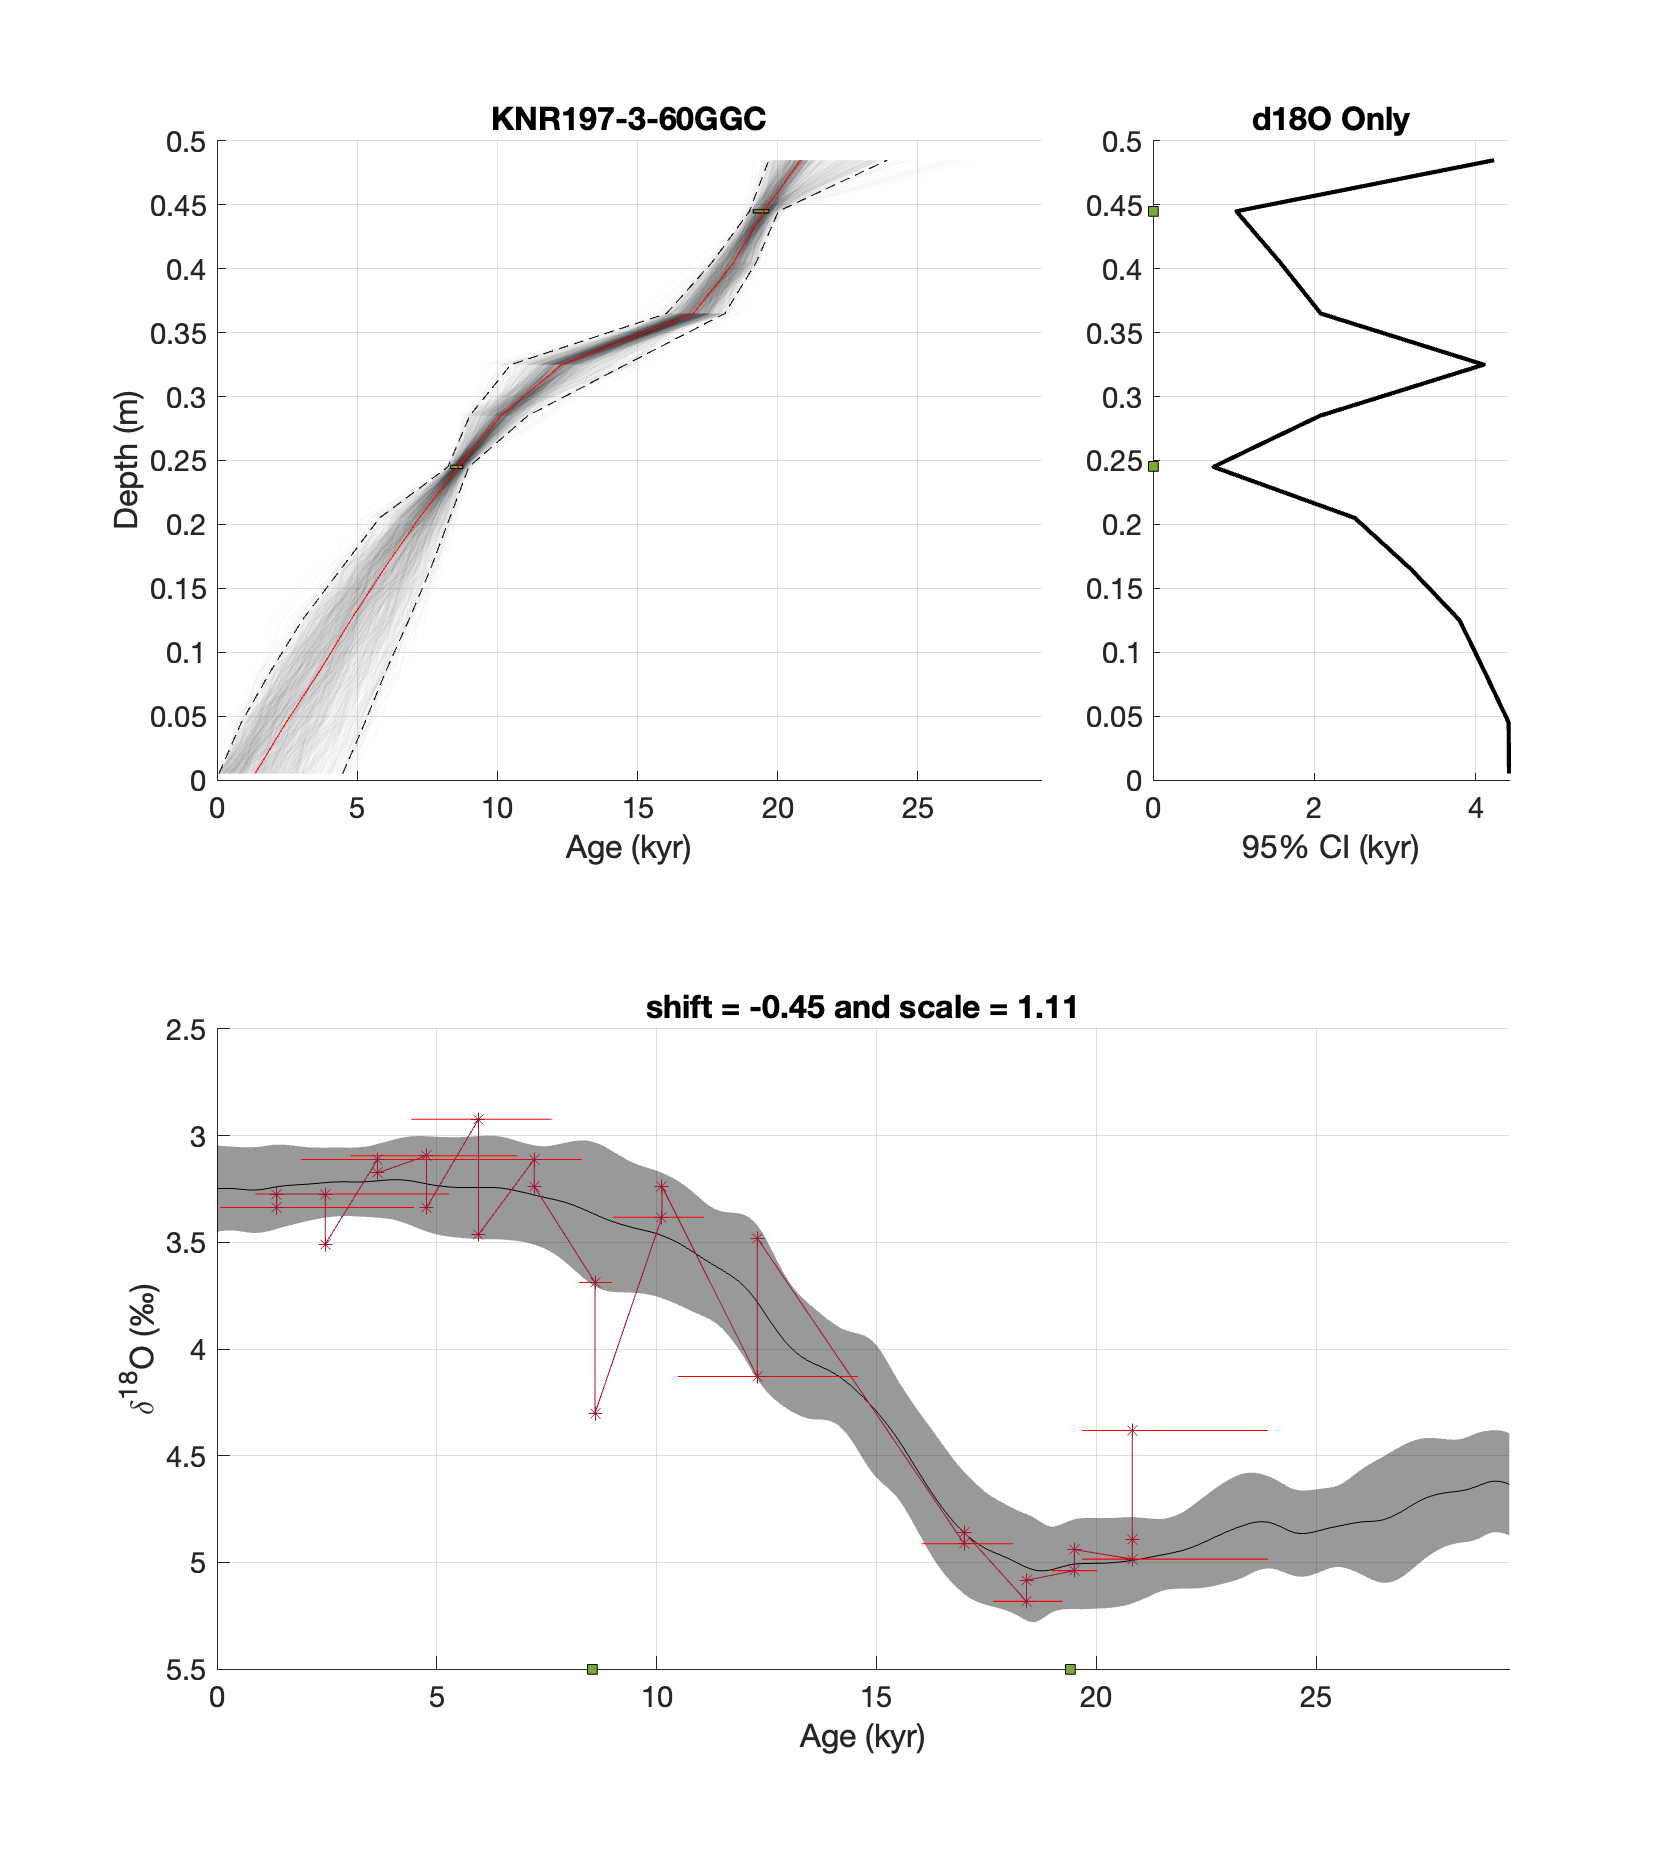 KNR197-3-60GGC
d18O Only
0.5
0.45
0.4
0.35
0.3
0.25
0.2
0.15
0.1
0.05
0
Depth (m)
0 5 10 15 20 25
Age (kyr)
0.5
0.45
0.4
0.35
0.3
0.25
0.2
0.15
0.1
0.05
0
0 2 4
95% CI (kyr)
shift = -0.45 and scale = 1.11
2.5
3
3.5
4
4.5
5
5.5
δ¹⁸O (‰)
0 5 10 15 20 25
Age (kyr)